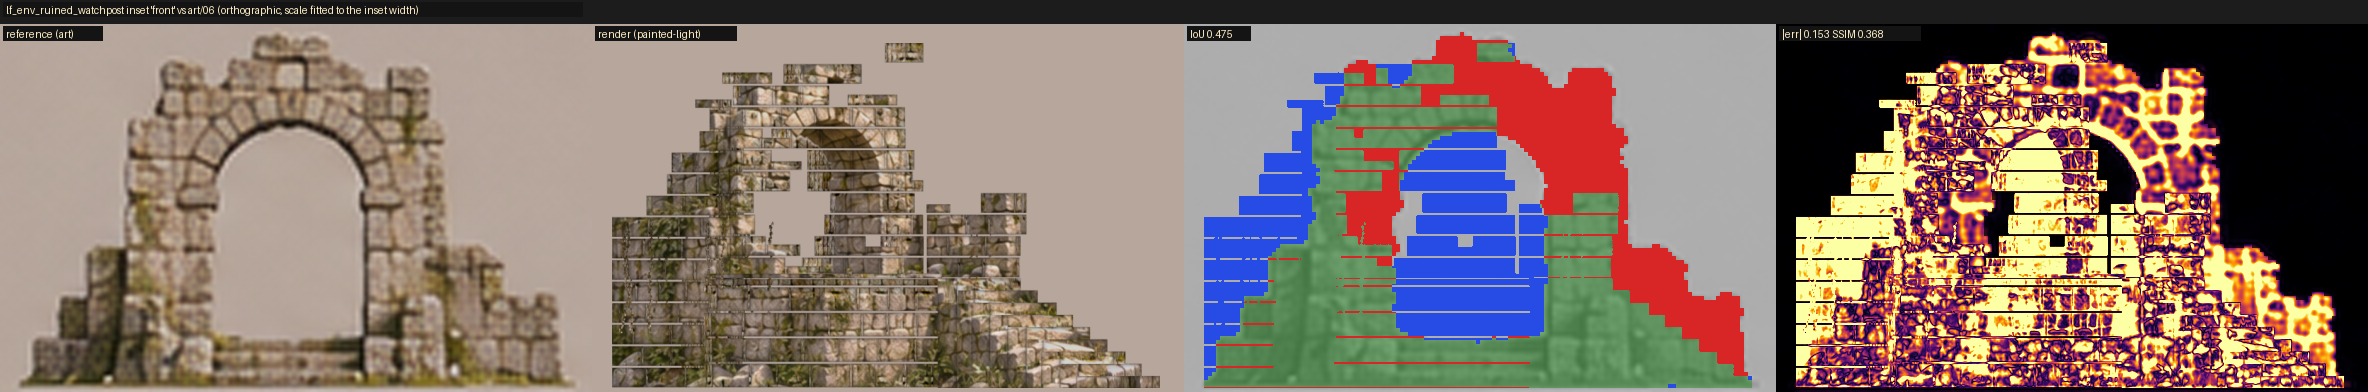 lf_env_ruined_watchpost inset 'front' vs art/06 (orthographic, scale fitted to the inset width)
reference (art)
render (painted-light)
IoU 0.475
|err| 0.153 SSIM 0.368